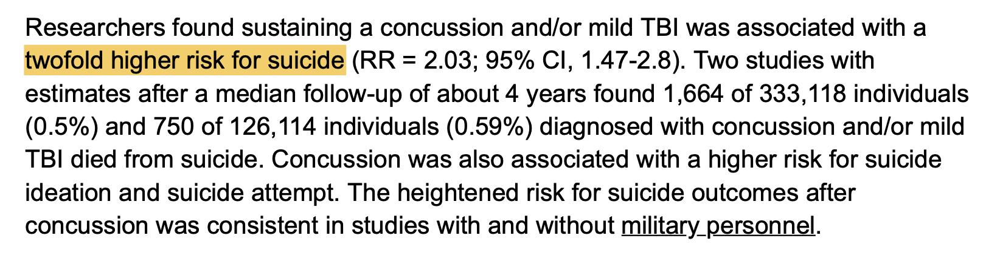 Researchers found sustaining a concussion and/or mild TBI was associated with a
twofold higher risk for suicide (RR = 2.03; 95% CI, 1.47-2.8). Two studies with
estimates after a median follow-up of about 4 years found 1,664 of 333,118 individuals
(0.5%) and 750 of 126,114 individuals (0.59%) diagnosed with concussion and/or mild
TBI died from suicide. Concussion was also associated with a higher risk for suicide
ideation and suicide attempt. The heightened risk for suicide outcomes after
concussion was consistent in studies with and without military personnel.